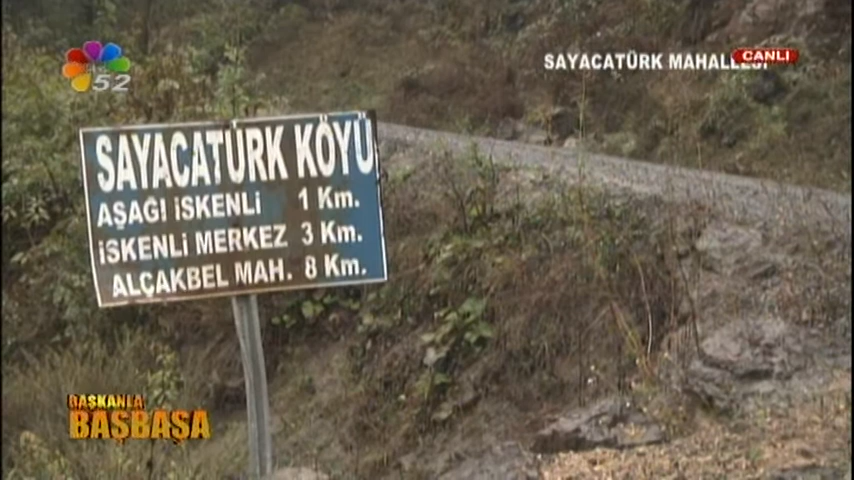 52
SAYACATÜRK MAHALLESİ
CANLI
SAYACATÜRK KÖYÜ
AŞAĞI İSKENLİ 1 Km.
İSKENLİ MERKEZ 3 Km.
ALÇAKBEL MAH. 8 Km.
BAŞKANLA
BAŞBAŞA